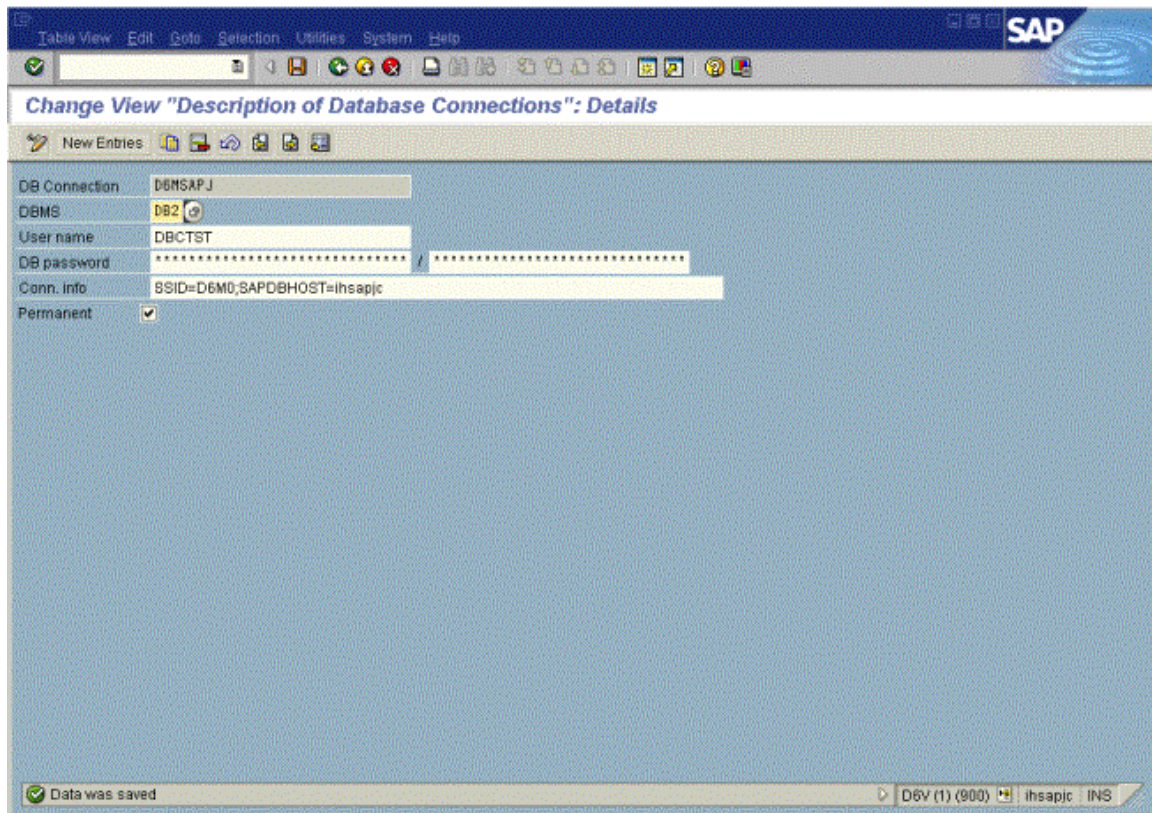 Table View Edit Goto Selection Utilities System Help
SAP
Change View "Description of Database Connections": Details
New Entries
DB Connection D6MSAPJ
DBMS DB2
User name DBCTST
DB password ****************************** / ******************************
Conn. info SSID=D6M0;SAPDBHOST=ihsapjc
Permanent
Data was saved D6V (1) (900) ihsapjc INS